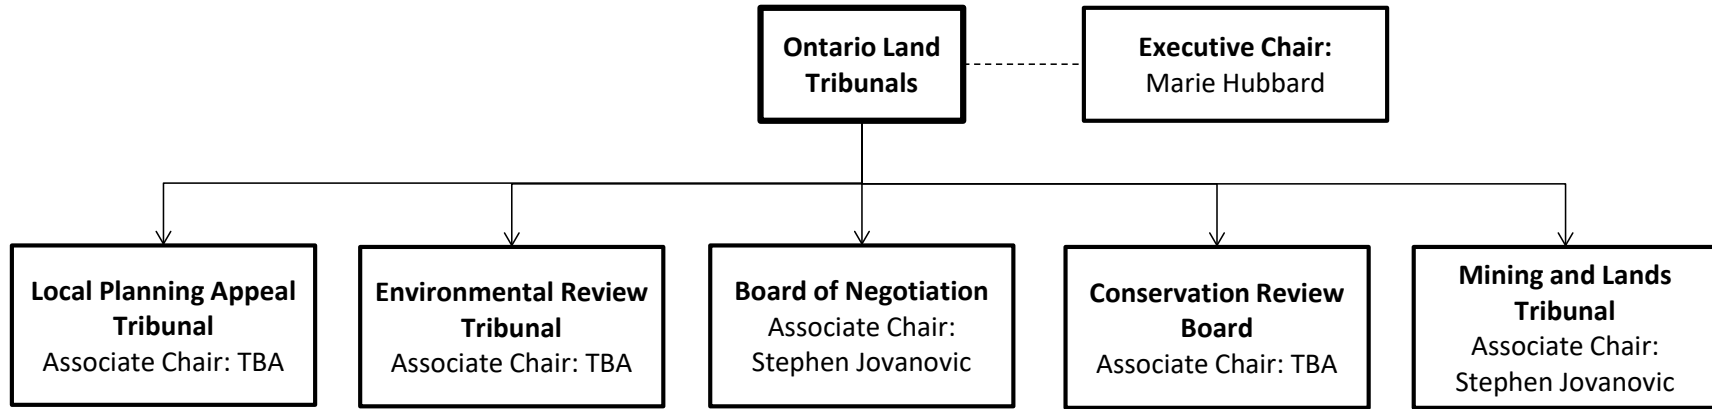 Ontario Land
Tribunals
Executive Chair:
Marie Hubbard
Local Planning Appeal
Tribunal
Associate Chair: TBA
Environmental Review
Tribunal
Associate Chair: TBA
Board of Negotiation
Associate Chair:
Stephen Jovanovic
Conservation Review
Board
Associate Chair: TBA
Mining and Lands
Tribunal
Associate Chair:
Stephen Jovanovic